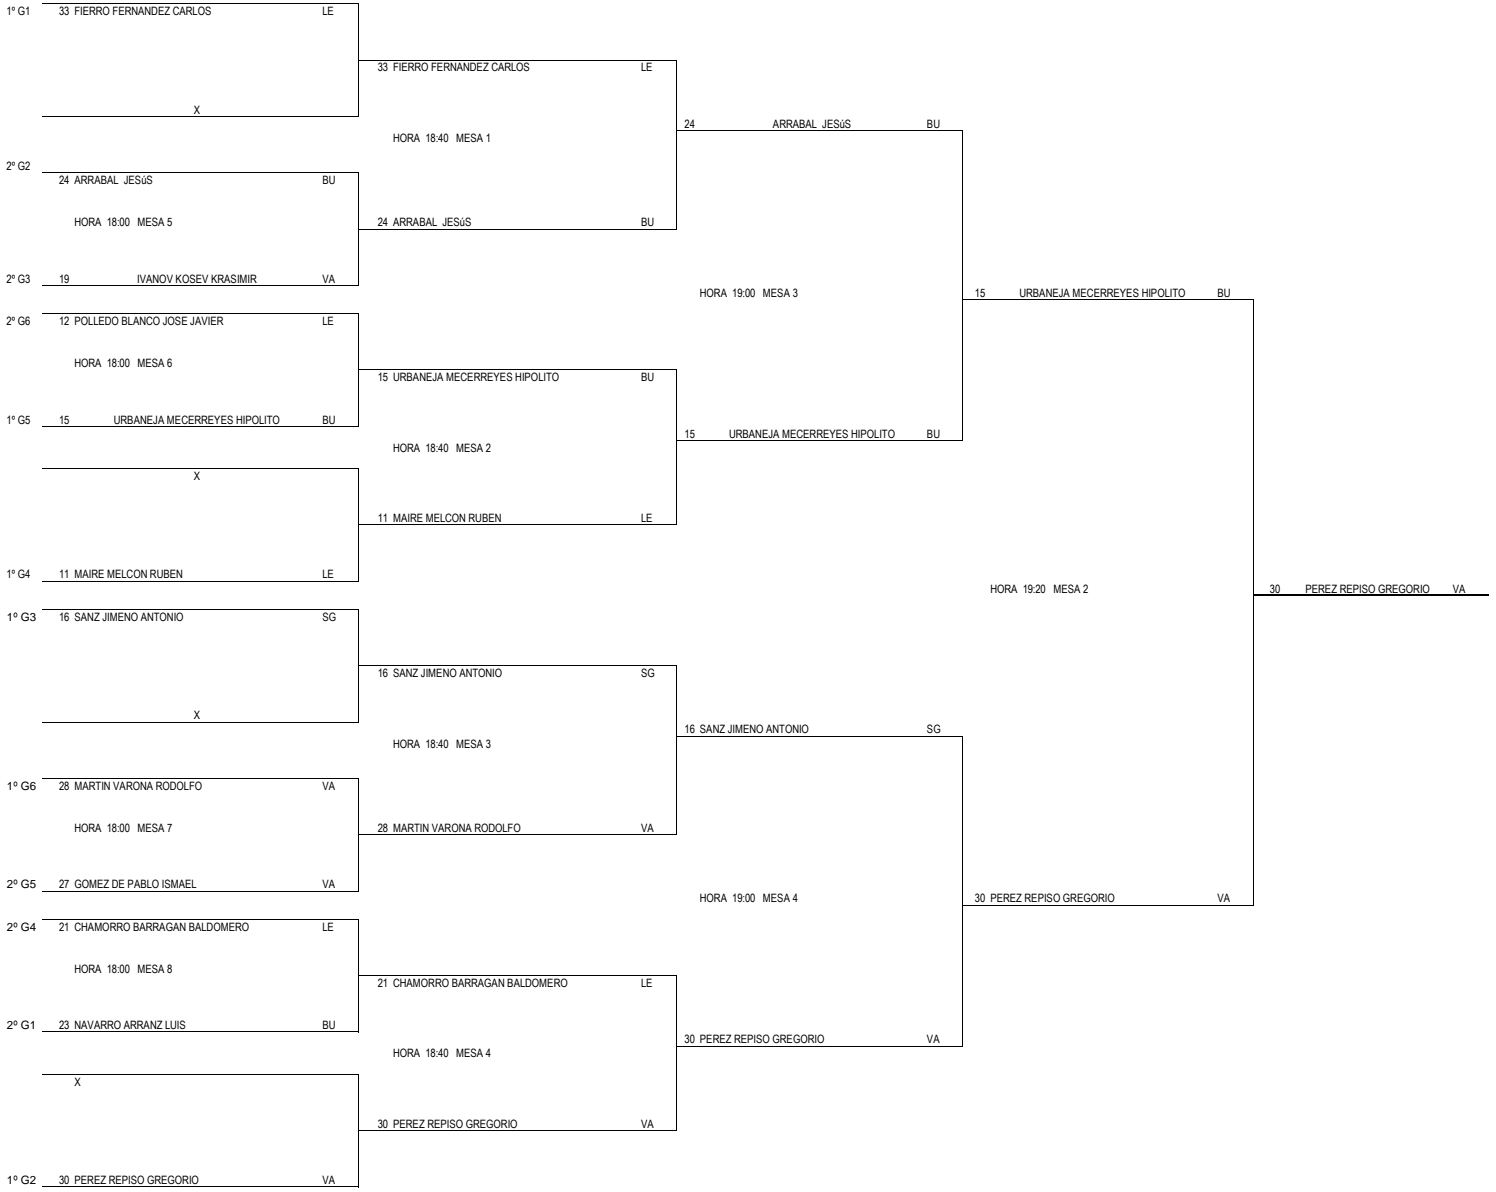 1º G1 33 FIERRO FERNANDEZ CARLOS LE
33 FIERRO FERNANDEZ CARLOS LE
X
24 ARRABAL JESúS BU
HORA 18:40 MESA 1
2º G2
24 ARRABAL JESúS BU
HORA 18:00 MESA 5 24 ARRABAL JESúS BU
2º G3 19 IVANOV KOSEV KRASIMIR VA
HORA 19:00 MESA 3 15 URBANEJA MECERREYES HIPOLITO BU
2º G6 12 POLLEDO BLANCO JOSE JAVIER LE
HORA 18:00 MESA 6
15 URBANEJA MECERREYES HIPOLITO BU
1º G5 15 URBANEJA MECERREYES HIPOLITO BU
15 URBANEJA MECERREYES HIPOLITO BU
HORA 18:40 MESA 2
X
11 MAIRE MELCON RUBEN LE
1º G4 11 MAIRE MELCON RUBEN LE
HORA 19:20 MESA 2 30 PEREZ REPISO GREGORIO VA
1º G3 16 SANZ JIMENO ANTONIO SG
16 SANZ JIMENO ANTONIO SG
X
16 SANZ JIMENO ANTONIO SG
HORA 18:40 MESA 3
1º G6 28 MARTIN VARONA RODOLFO VA
HORA 18:00 MESA 7 28 MARTIN VARONA RODOLFO VA
2º G5 27 GOMEZ DE PABLO ISMAEL VA
HORA 19:00 MESA 4 30 PEREZ REPISO GREGORIO VA
2º G4 21 CHAMORRO BARRAGAN BALDOMERO LE
HORA 18:00 MESA 8
21 CHAMORRO BARRAGAN BALDOMERO LE
2º G1 23 NAVARRO ARRANZ LUIS BU
30 PEREZ REPISO GREGORIO VA
HORA 18:40 MESA 4
X
30 PEREZ REPISO GREGORIO VA
1º G2 30 PEREZ REPISO GREGORIO VA